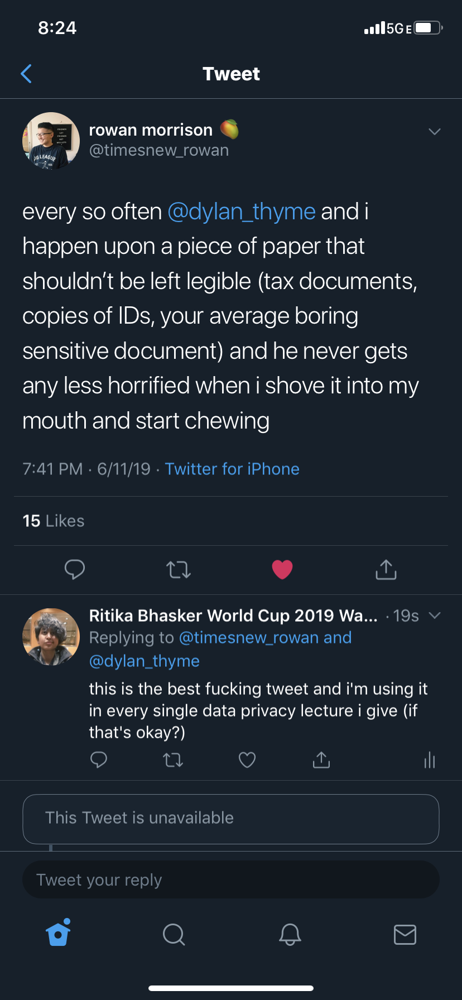 8:24
5G E
Tweet
rowan morrison 🥭
@timesnew_rowan
every so often @dylan_thyme and i
happen upon a piece of paper that
shouldn't be left legible (tax documents,
copies of IDs, your average boring
sensitive document) and he never gets
any less horrified when i shove it into my
mouth and start chewing
7:41 PM · 6/11/19 · Twitter for iPhone
15 Likes
Ritika Bhasker World Cup 2019 Wa... · 19s
Replying to @timesnew_rowan and
@dylan_thyme
this is the best fucking tweet and i'm using it
in every single data privacy lecture i give (if
that's okay?)
This Tweet is unavailable
Tweet your reply